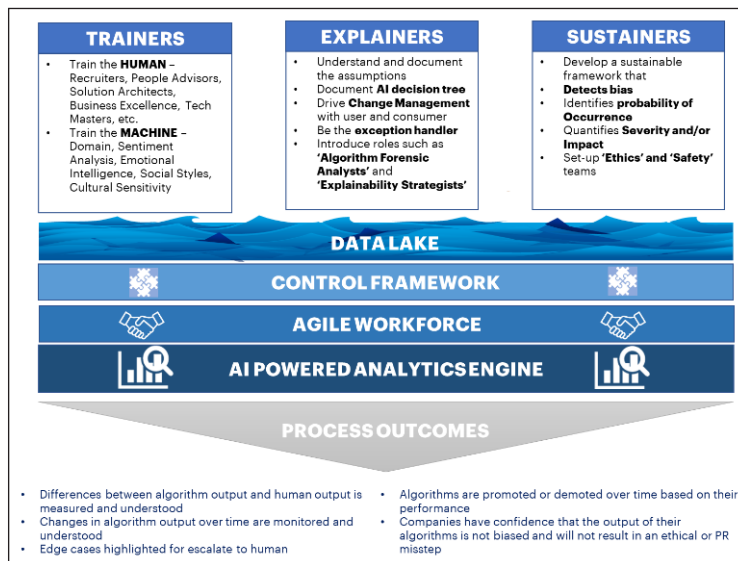 TRAINERS
• Train the HUMAN –
Recruiters, People Advisors,
Solution Architects,
Business Excellence, Tech
Masters, etc.
• Train the MACHINE –
Domain, Sentiment
Analysis, Emotional
Intelligence, Social Styles,
Cultural Sensitivity
EXPLAINERS
• Understand and document
the assumptions
• Document AI decision tree
• Drive Change Management
with user and consumer
• Be the exception handler
• Introduce roles such as
‘Algorithm Forensic
Analysts’ and
‘Explainability Strategists’
SUSTAINERS
• Develop a sustainable
framework that
• Detects bias
• Identifies probability of
Occurrence
• Quantifies Severity and/or
Impact
• Set-up ‘Ethics’ and ‘Safety’
teams
DATA LAKE
CONTROL FRAMEWORK
AGILE WORKFORCE
AI POWERED ANALYTICS ENGINE
PROCESS OUTCOMES
• Differences between algorithm output and human output is
measured and understood
• Changes in algorithm output over time are monitored and
understood
• Edge cases highlighted for escalate to human
• Algorithms are promoted or demoted over time based on their
performance
• Companies have confidence that the output of their
algorithms is not biased and will not result in an ethical or PR
misstep